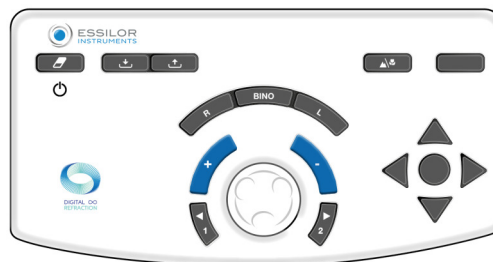 ESSILOR
INSTRUMENTS
R
BINO
L
+
-
1
2
DIGITAL DO
REFRACTION